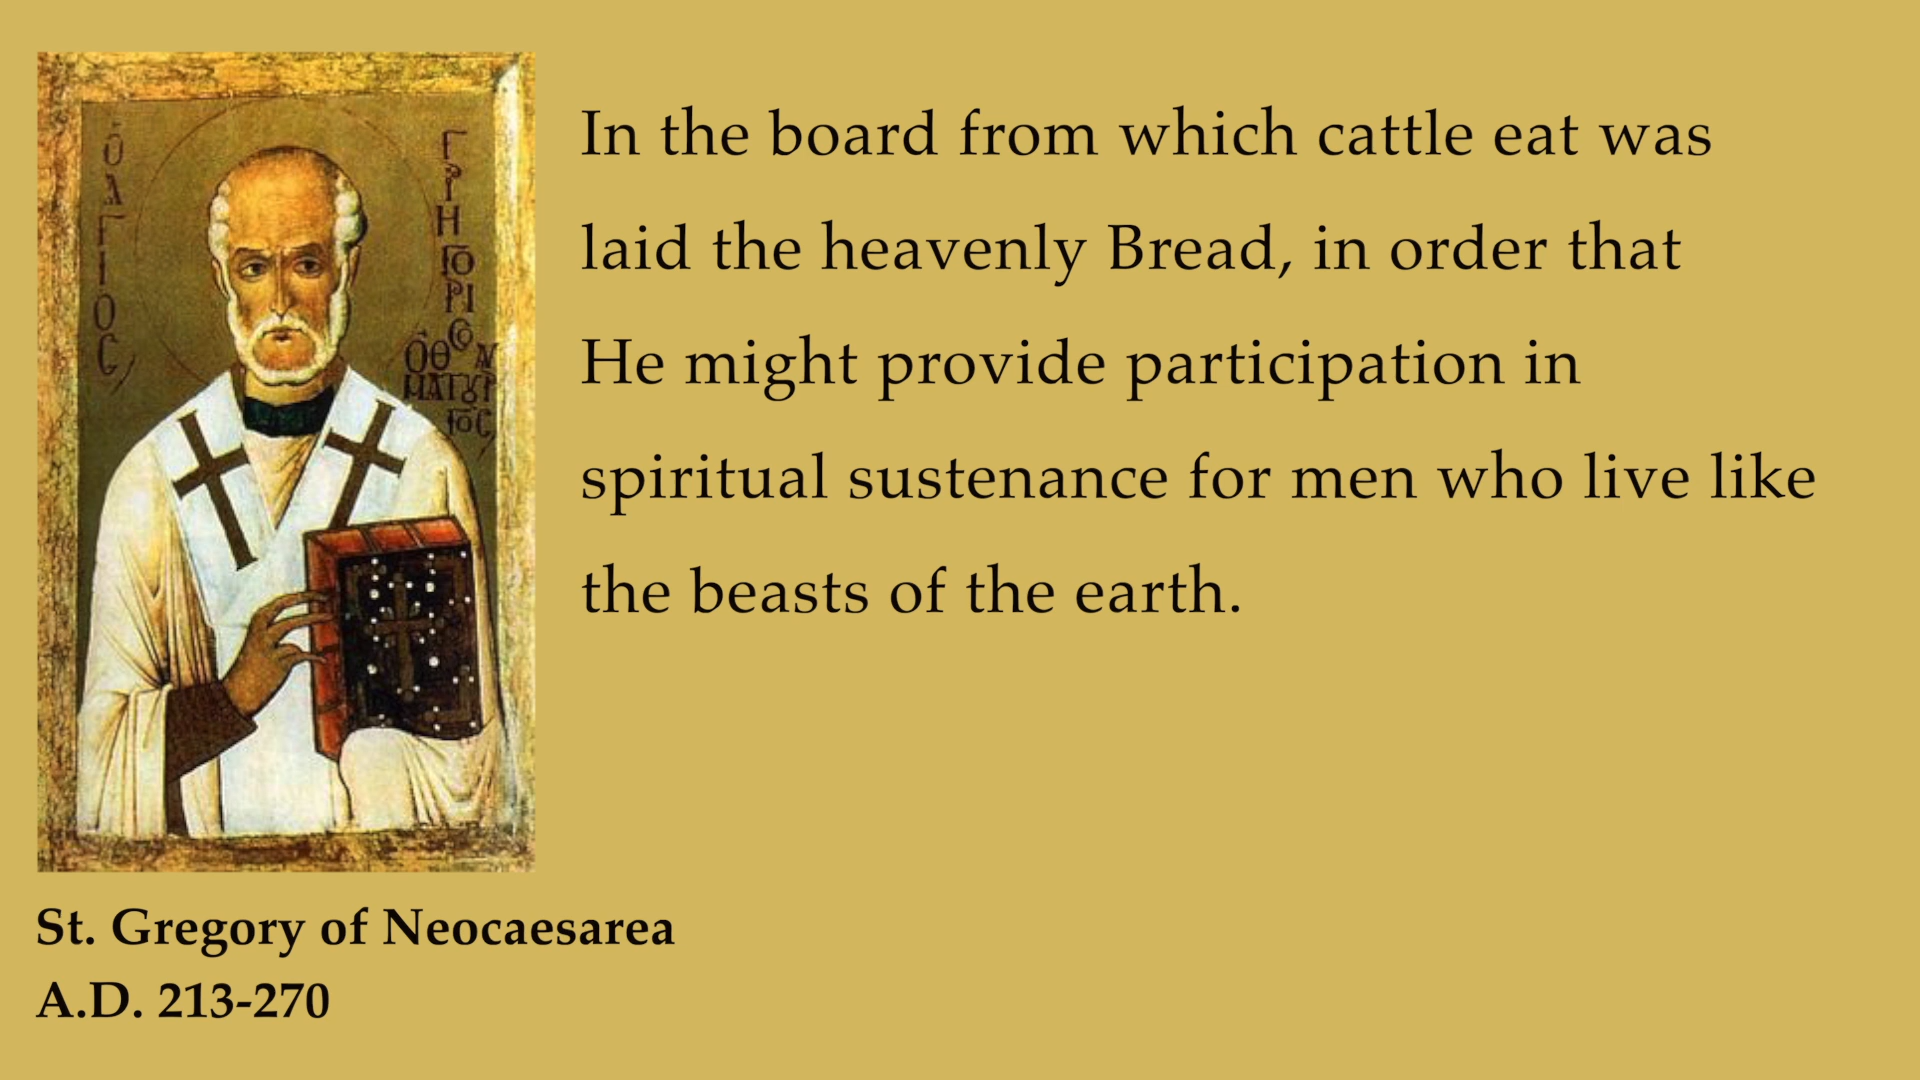 Ὁ
Α
Γ
Ι
Ο
C
Γ
Ρ
Η
ΓΟ
ΡΙ
In the board from which cattle eat was
laid the heavenly Bread, in order that
He might provide participation in
spiritual sustenance for men who live like
the beasts of the earth.
St. Gregory of Neocaesarea
A.D. 213-270